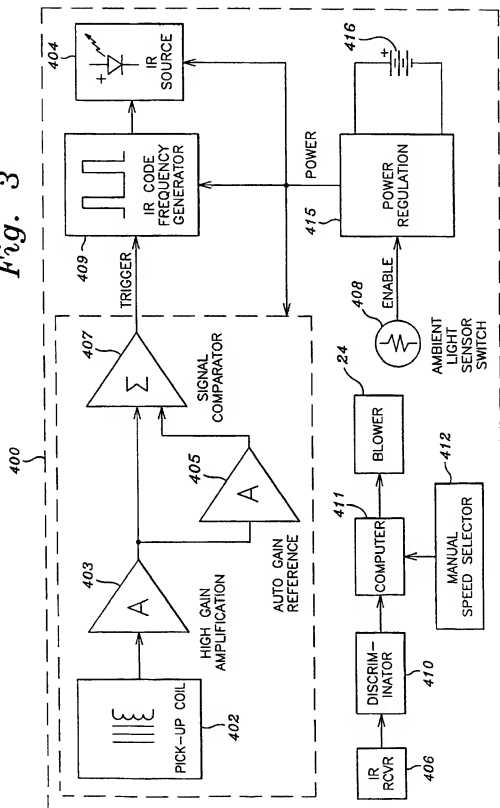 Fig. 3
400
404
+
IR
SOURCE
409
IR CODE
FREQUENCY
GENERATOR
TRIGGER
407
Σ
SIGNAL
COMPARATOR
403
A
HIGH GAIN
AMPLIFICATION
405
A
AUTO GAIN
REFERENCE
PICK-UP COIL
402
POWER
416
+
415
POWER
REGULATION
ENABLE
408
AMBIENT
LIGHT
SENSOR
SWITCH
24
BLOWER
411
COMPUTER
412
MANUAL
SPEED SELECTOR
DISCRIM-
INATOR
410
IR
RCVR
406